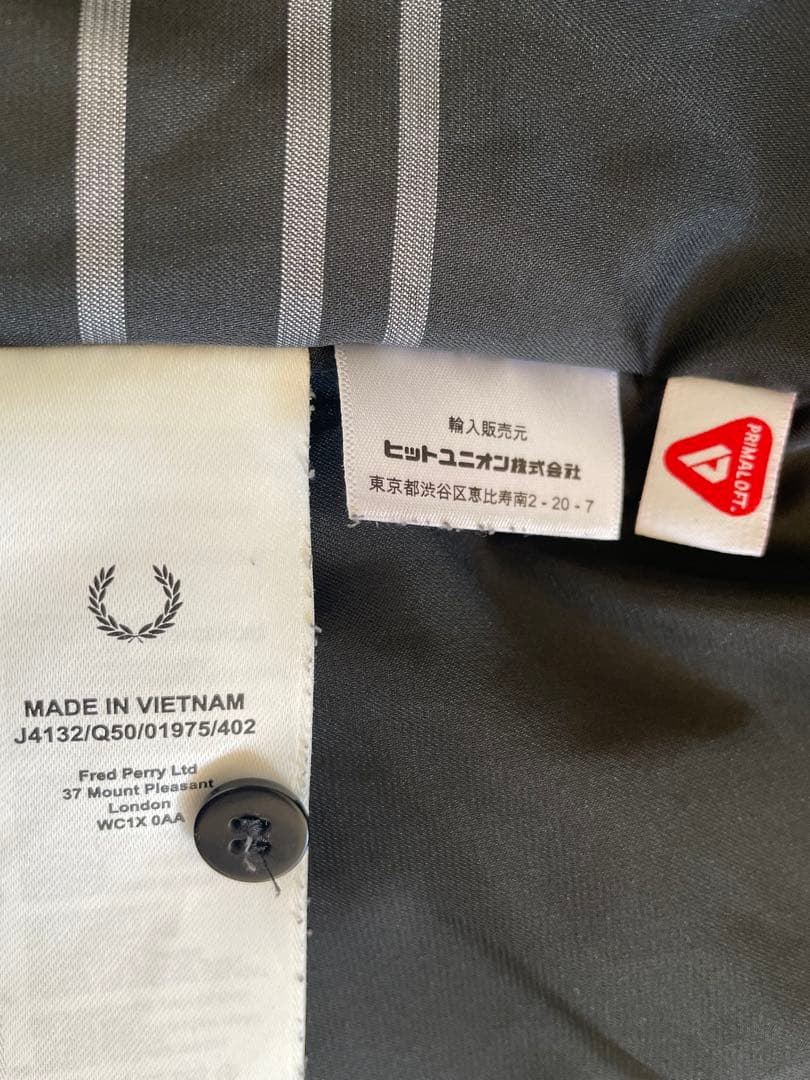 輸入販売元
ヒットユニオン株式会社
東京都渋谷区恵比寿南2-20-7
PRIMALOFT.
MADE IN VIETNAM
J4132/Q50/01975/402
Fred Perry Ltd
37 Mount Pleasant
London
WC1X 0AA